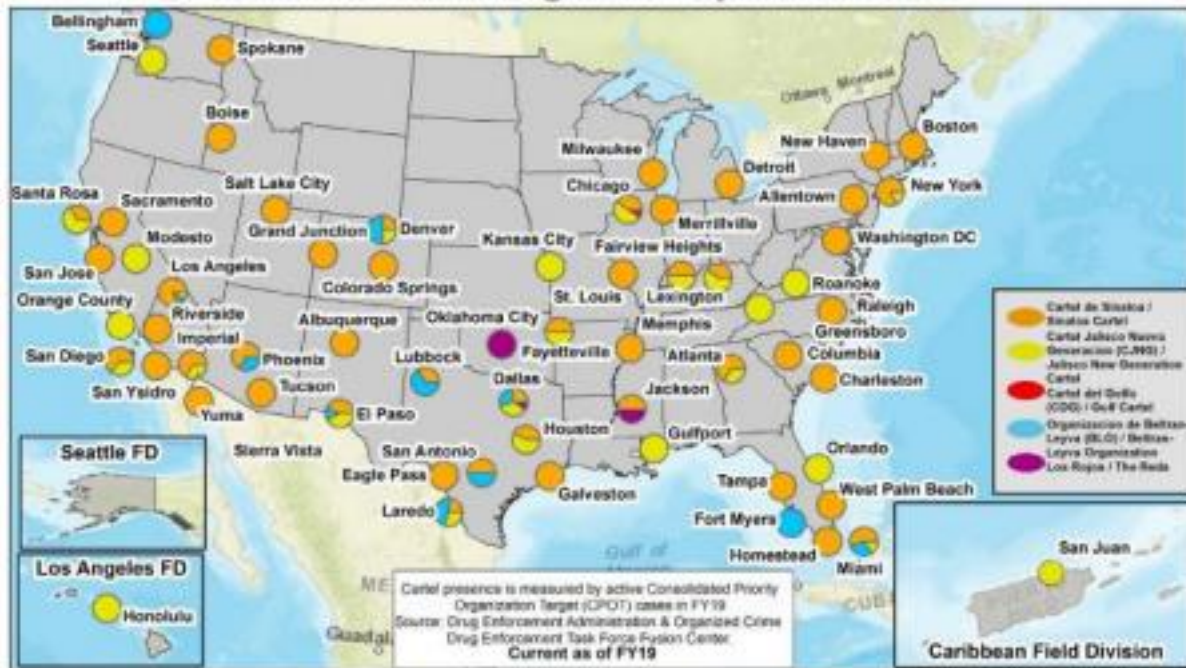 Bellingham
Seattle
Spokane
Boise
Ottawa
Montreal
Boston
New Haven
Milwaukee
Detroit
Salt Lake City
Chicago
Allentown
New York
Santa Rosa
Sacramento
Grand Junction
Denver
Merrillville
Modesto
Kansas City
Fairview Heights
Washington DC
San Jose
Los Angeles
Colorado Springs
St. Louis
Lexington
Roanoke
Orange County
Riverside
Albuquerque
Oklahoma City
Memphis
Raleigh
Imperial
Greensboro
San Diego
Phoenix
Lubbock
Fayetteville
Atlanta
Columbia
San Ysidro
Tucson
Dallas
Jackson
Charleston
Yuma
El Paso
Houston
Gulfport
Sierra Vista
San Antonio
Orlando
Eagle Pass
Galveston
Tampa
West Palm Beach
Laredo
Fort Myers
Homestead
Miami
Gulf of
CUBA
Cartel de Sinaloa /
Sinaloa Cartel
Cartel Jalisco Nueva
Generacion (CJNG) /
Jalisco New Generation
Cartel
Cartel del Golfo
(CDG) / Gulf Cartel
Organizacion de Beltran-
Leyva (BLO) / Beltran-
Leyva Organization
Los Rojos / The Reds
Seattle FD
Los Angeles FD
Honolulu
Cartel presence is measured by active Consolidated Priority
Organization Target (CPOT) cases in FY19
Source: Drug Enforcement Administration & Organized Crime
Drug Enforcement Task Force Fusion Center.
Current as of FY19
San Juan
Caribbean Field Division